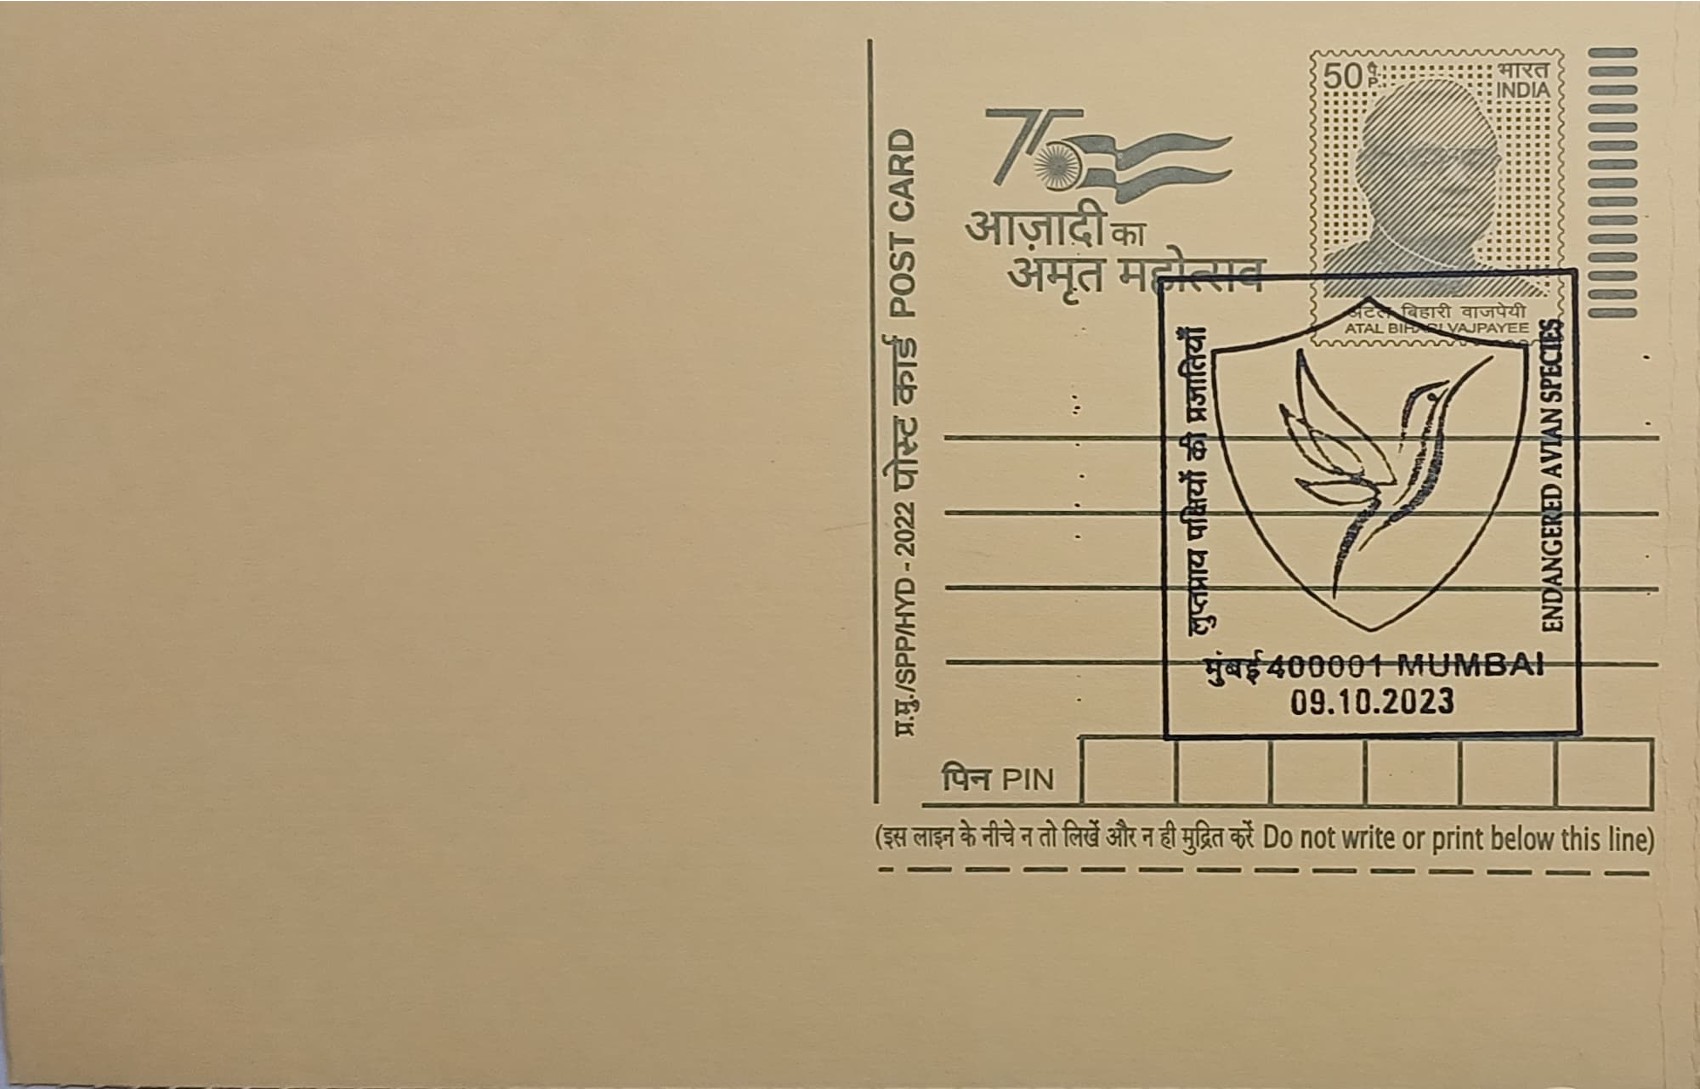 प्र.मु./SPP/HYD - 2022 पोस्ट कार्ड POST CARD
75
आज़ादी का
अमृत महोत्सव
50 पै. P.
भारत
INDIA
अटल बिहारी वाजपेयी
ATAL BIHARI VAJPAYEE
लुप्तप्राय पक्षियों की प्रजातियाँ
ENDANGERED AVIAN SPECIES
मुंबई 400001 MUMBAI
09.10.2023
पिन PIN
(इस लाइन के नीचे न तो लिखें और न ही मुद्रित करें Do not write or print below this line)